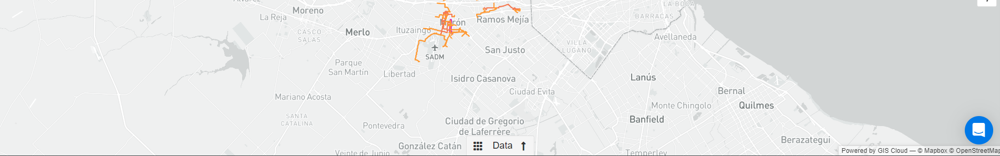 Álvarez
Moreno
La Reja
LA BOCA
BARRACAS
Morón
Ramos Mejía
Ituzaingó
CASCO
SALAS
Merlo
Avellaneda
VILLA
LUGANO
San Justo
SADM
Parque
San Martín
Libertad
Isidro Casanova
Lanús
Ciudad Evita
Bernal
Mariano Acosta
Monte Chingolo
Quilmes
SANTA
CATALINA
Banfield
Ciudad de Gregorio
de Laferrère
Pontevedra
Berazategui
González Catán
Data
Veinte de Junio
Temperley
Powered by GIS Cloud — © Mapbox © OpenStreetMap